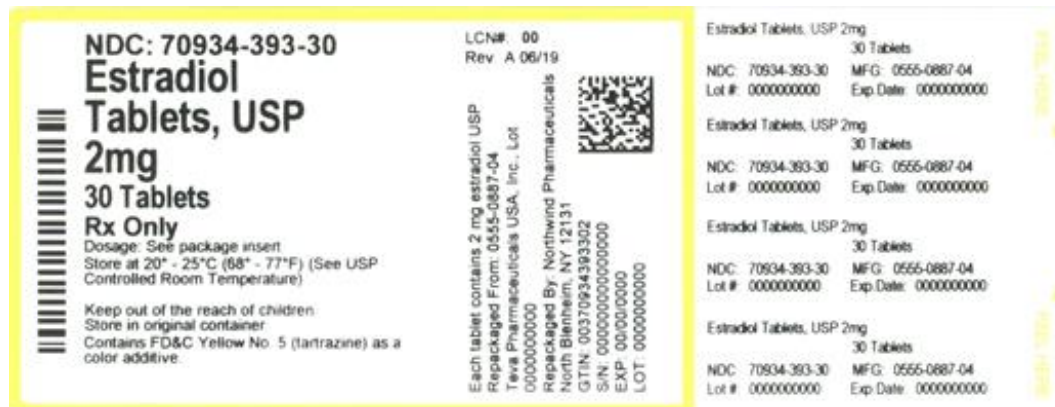 NDC: 70934-393-30
Estradiol
Tablets, USP
2mg
30 Tablets
Rx Only
Dosage: See package insert
Store at 20° - 25°C (68° - 77°F) (See USP
Controlled Room Temperature)
Keep out of the reach of children
Store in original container
Contains FD&C Yellow No. 5 (tartrazine) as a
color additive.
LCN#: 00
Rev: A 06/19
Each tablet contains 2 mg estradiol USP
Repackaged From: 0555-0887-04
Teva Pharmaceuticals USA, Inc., Lot
0000000000
Repackaged By: Northwind Pharmaceuticals
North Blenheim, NY 12131
GTIN: 00370934393302
EXP: 00/00/0000
LOT: 0000000000
Estradiol Tablets, USP 2mg
30 Tablets
NDC: 70934-393-30 MFG: 0555-0887-04
Lot #: 0000000000 Exp.Date: 0000000000
Estradiol Tablets, USP 2mg
30 Tablets
NDC: 70934-393-30 MFG: 0555-0887-04
Lot #: 0000000000 Exp.Date: 0000000000
Estradiol Tablets, USP 2mg
30 Tablets
NDC: 70934-393-30 MFG: 0555-0887-04
Lot #: 0000000000 Exp.Date: 0000000000
Estradiol Tablets, USP 2mg
30 Tablets
NDC: 70934-393-30 MFG: 0555-0887-04
Lot #: 0000000000 Exp.Date: 0000000000